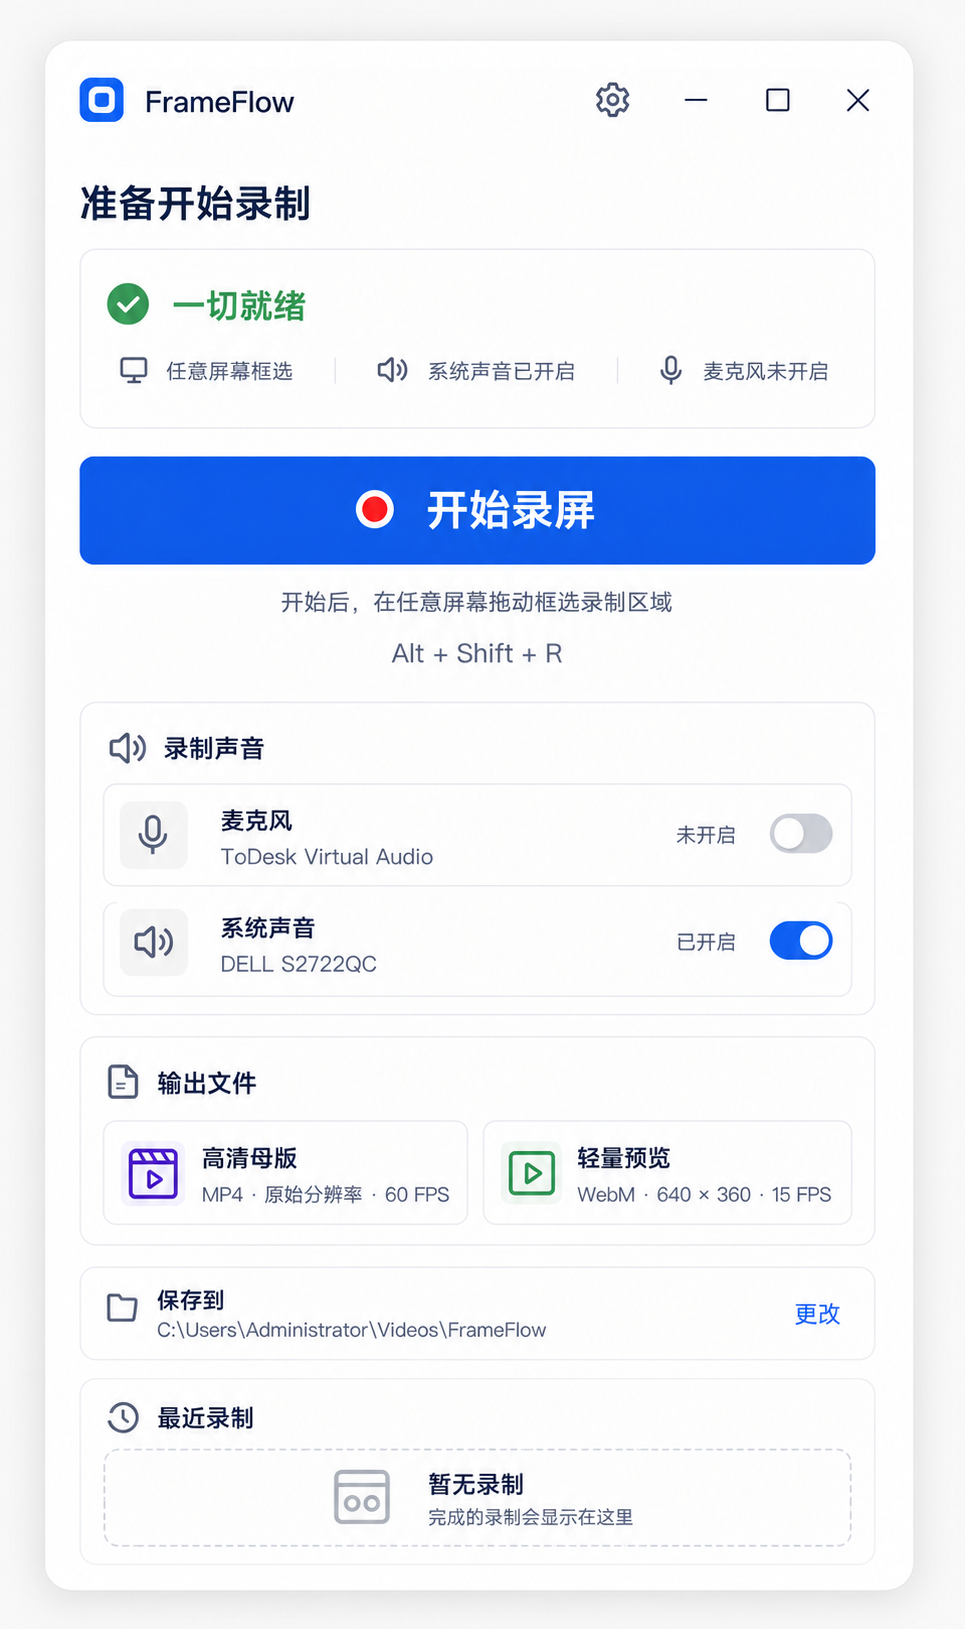 FrameFlow
准备开始录制
一切就绪
任意屏幕框选
系统声音已开启
麦克风未开启
开始录屏
开始后，在任意屏幕拖动框选录制区域
Alt + Shift + R
录制声音
麦克风
ToDesk Virtual Audio
未开启
系统声音
DELL S2722QC
已开启
输出文件
高清母版
MP4 · 原始分辨率 · 60 FPS
轻量预览
WebM · 640 × 360 · 15 FPS
保存到
C:\Users\Administrator\Videos\FrameFlow
更改
最近录制
暂无录制
完成的录制会显示在这里